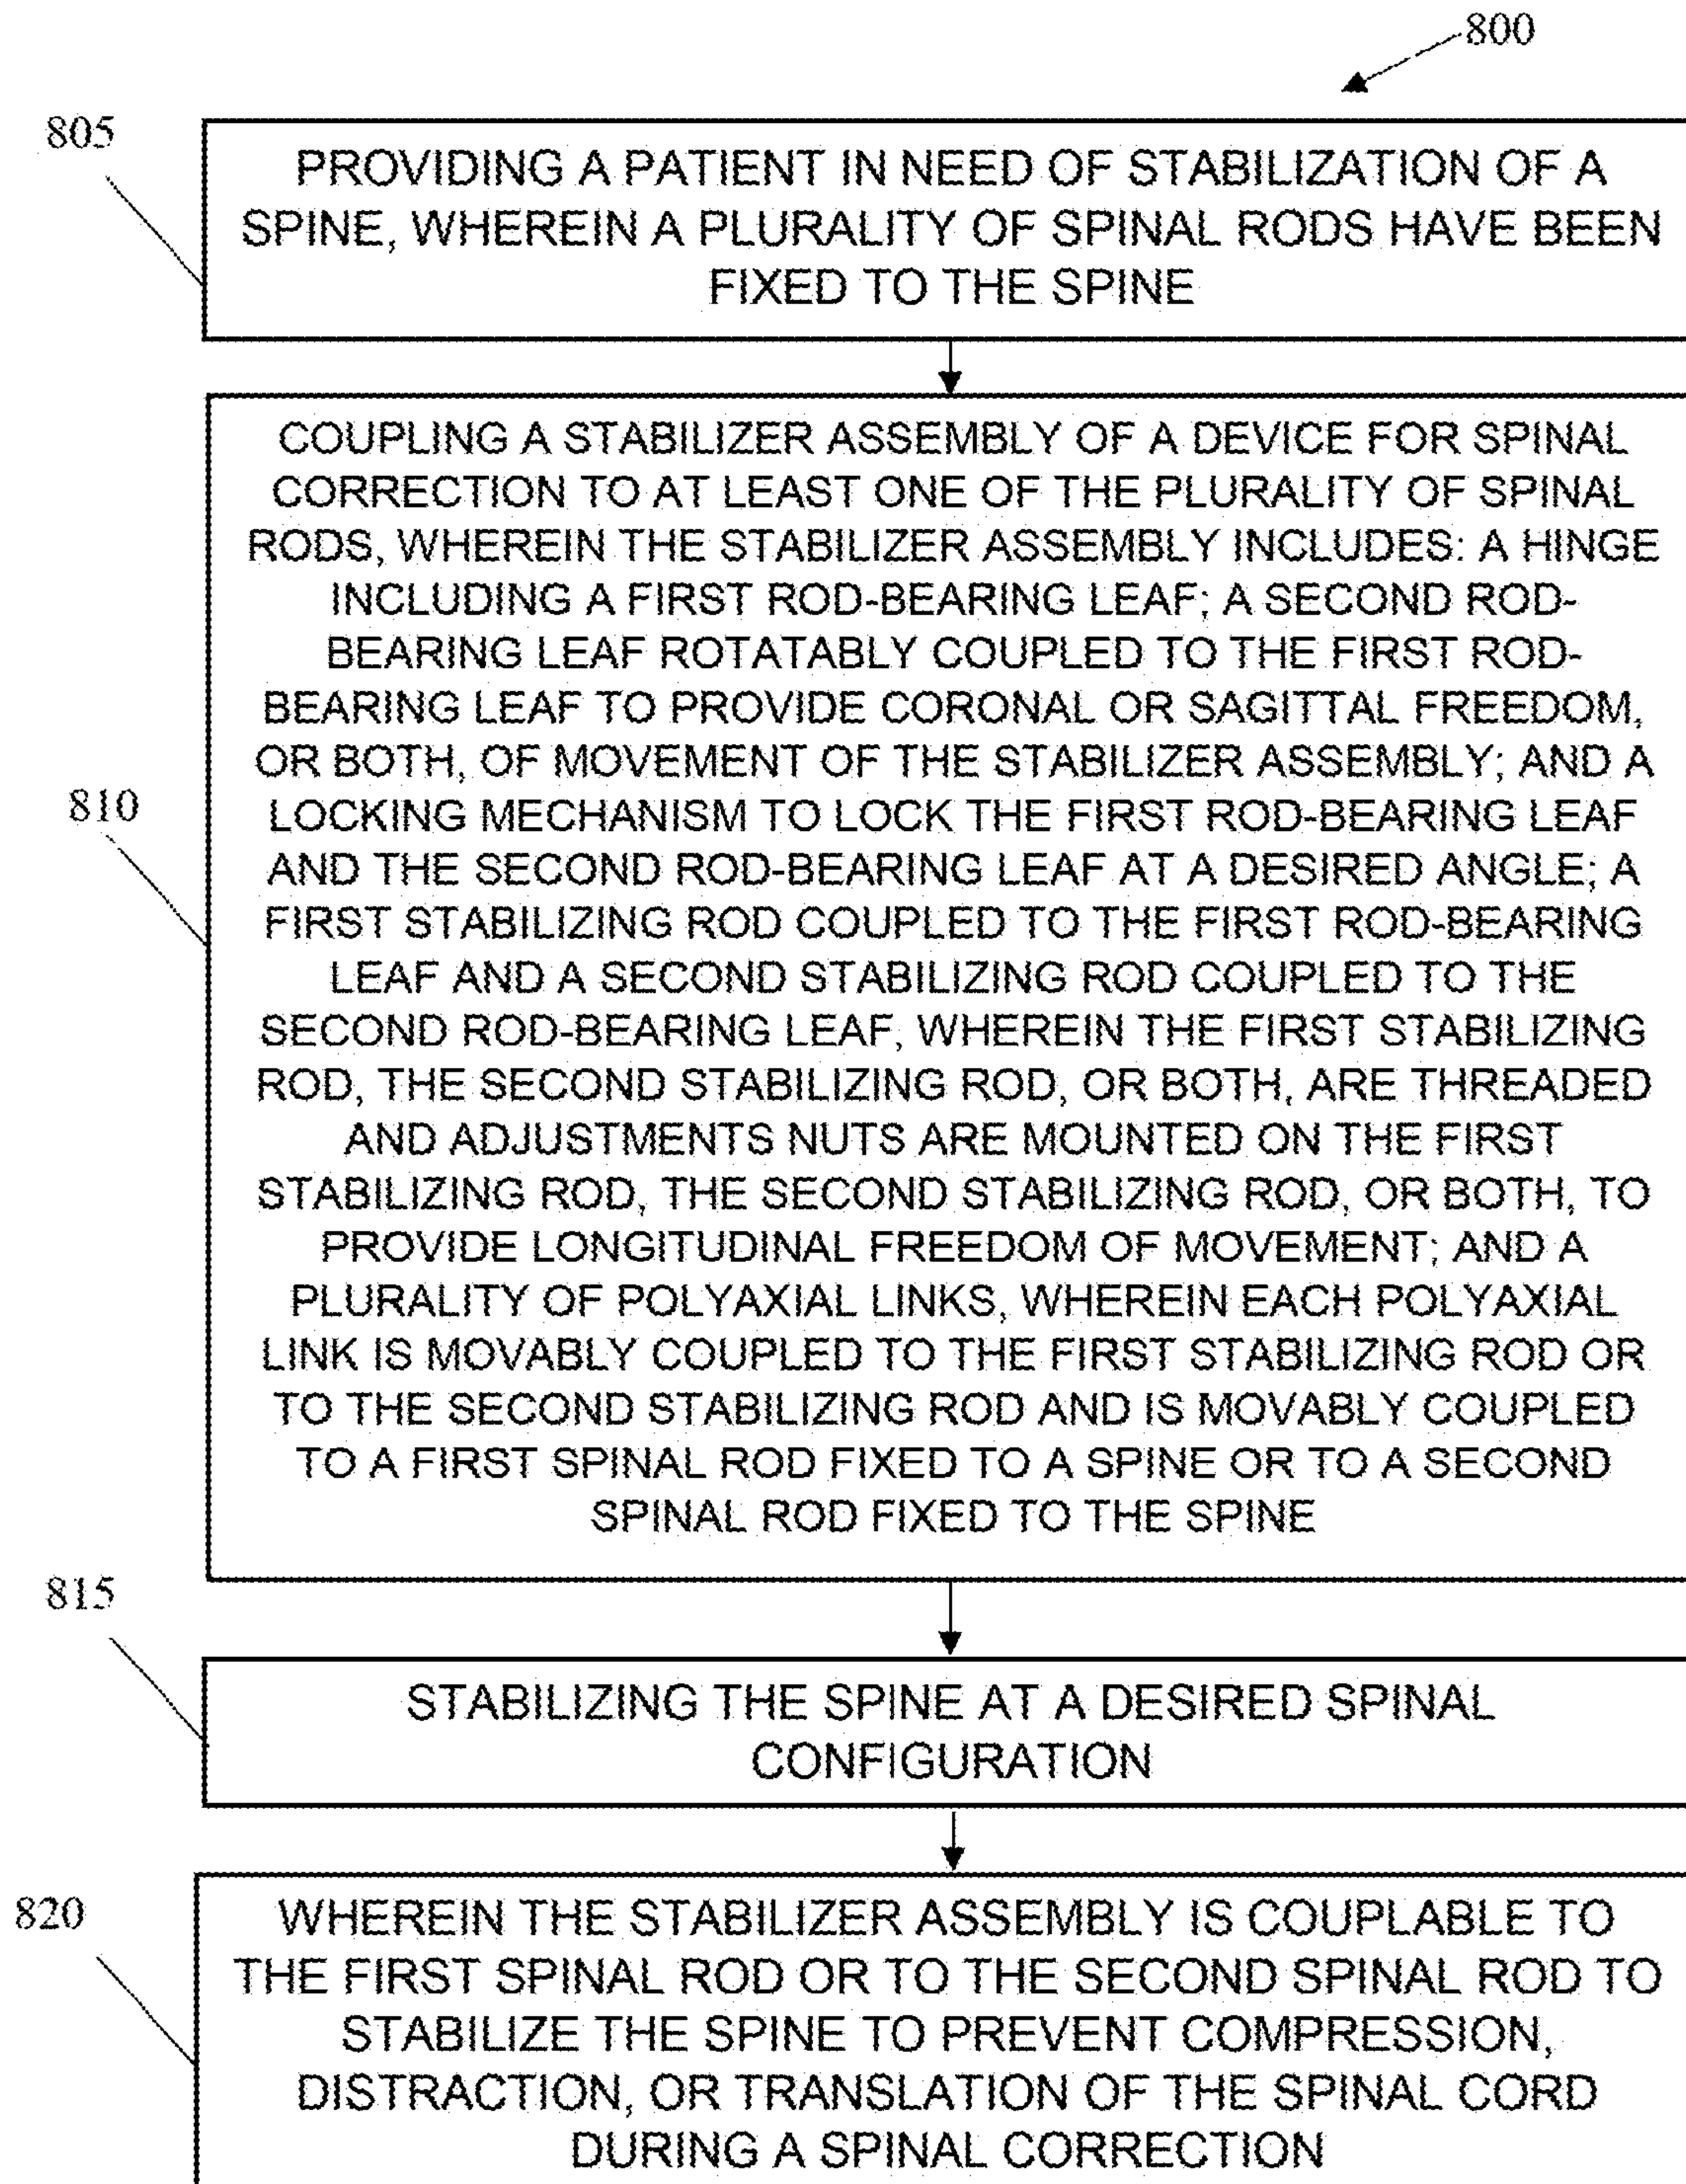 800
805
PROVIDING A PATIENT IN NEED OF STABILIZATION OF A
SPINE, WHEREIN A PLURALITY OF SPINAL RODS HAVE BEEN
FIXED TO THE SPINE
810
COUPLING A STABILIZER ASSEMBLY OF A DEVICE FOR SPINAL
CORRECTION TO AT LEAST ONE OF THE PLURALITY OF SPINAL
RODS, WHEREIN THE STABILIZER ASSEMBLY INCLUDES: A HINGE
INCLUDING A FIRST ROD-BEARING LEAF; A SECOND ROD-
BEARING LEAF ROTATABLY COUPLED TO THE FIRST ROD-
BEARING LEAF TO PROVIDE CORONAL OR SAGITTAL FREEDOM,
OR BOTH, OF MOVEMENT OF THE STABILIZER ASSEMBLY; AND A
LOCKING MECHANISM TO LOCK THE FIRST ROD-BEARING LEAF
AND THE SECOND ROD-BEARING LEAF AT A DESIRED ANGLE; A
FIRST STABILIZING ROD COUPLED TO THE FIRST ROD-BEARING
LEAF AND A SECOND STABILIZING ROD COUPLED TO THE
SECOND ROD-BEARING LEAF, WHEREIN THE FIRST STABILIZING
ROD, THE SECOND STABILIZING ROD, OR BOTH, ARE THREADED
AND ADJUSTMENTS NUTS ARE MOUNTED ON THE FIRST
STABILIZING ROD, THE SECOND STABILIZING ROD, OR BOTH, TO
PROVIDE LONGITUDINAL FREEDOM OF MOVEMENT; AND A
PLURALITY OF POLYAXIAL LINKS, WHEREIN EACH POLYAXIAL
LINK IS MOVABLY COUPLED TO THE FIRST STABILIZING ROD OR
TO THE SECOND STABILIZING ROD AND IS MOVABLY COUPLED
TO A FIRST SPINAL ROD FIXED TO A SPINE OR TO A SECOND
SPINAL ROD FIXED TO THE SPINE
815
STABILIZING THE SPINE AT A DESIRED SPINAL
CONFIGURATION
820
WHEREIN THE STABILIZER ASSEMBLY IS COUPLABLE TO
THE FIRST SPINAL ROD OR TO THE SECOND SPINAL ROD TO
STABILIZE THE SPINE TO PREVENT COMPRESSION,
DISTRACTION, OR TRANSLATION OF THE SPINAL CORD
DURING A SPINAL CORRECTION